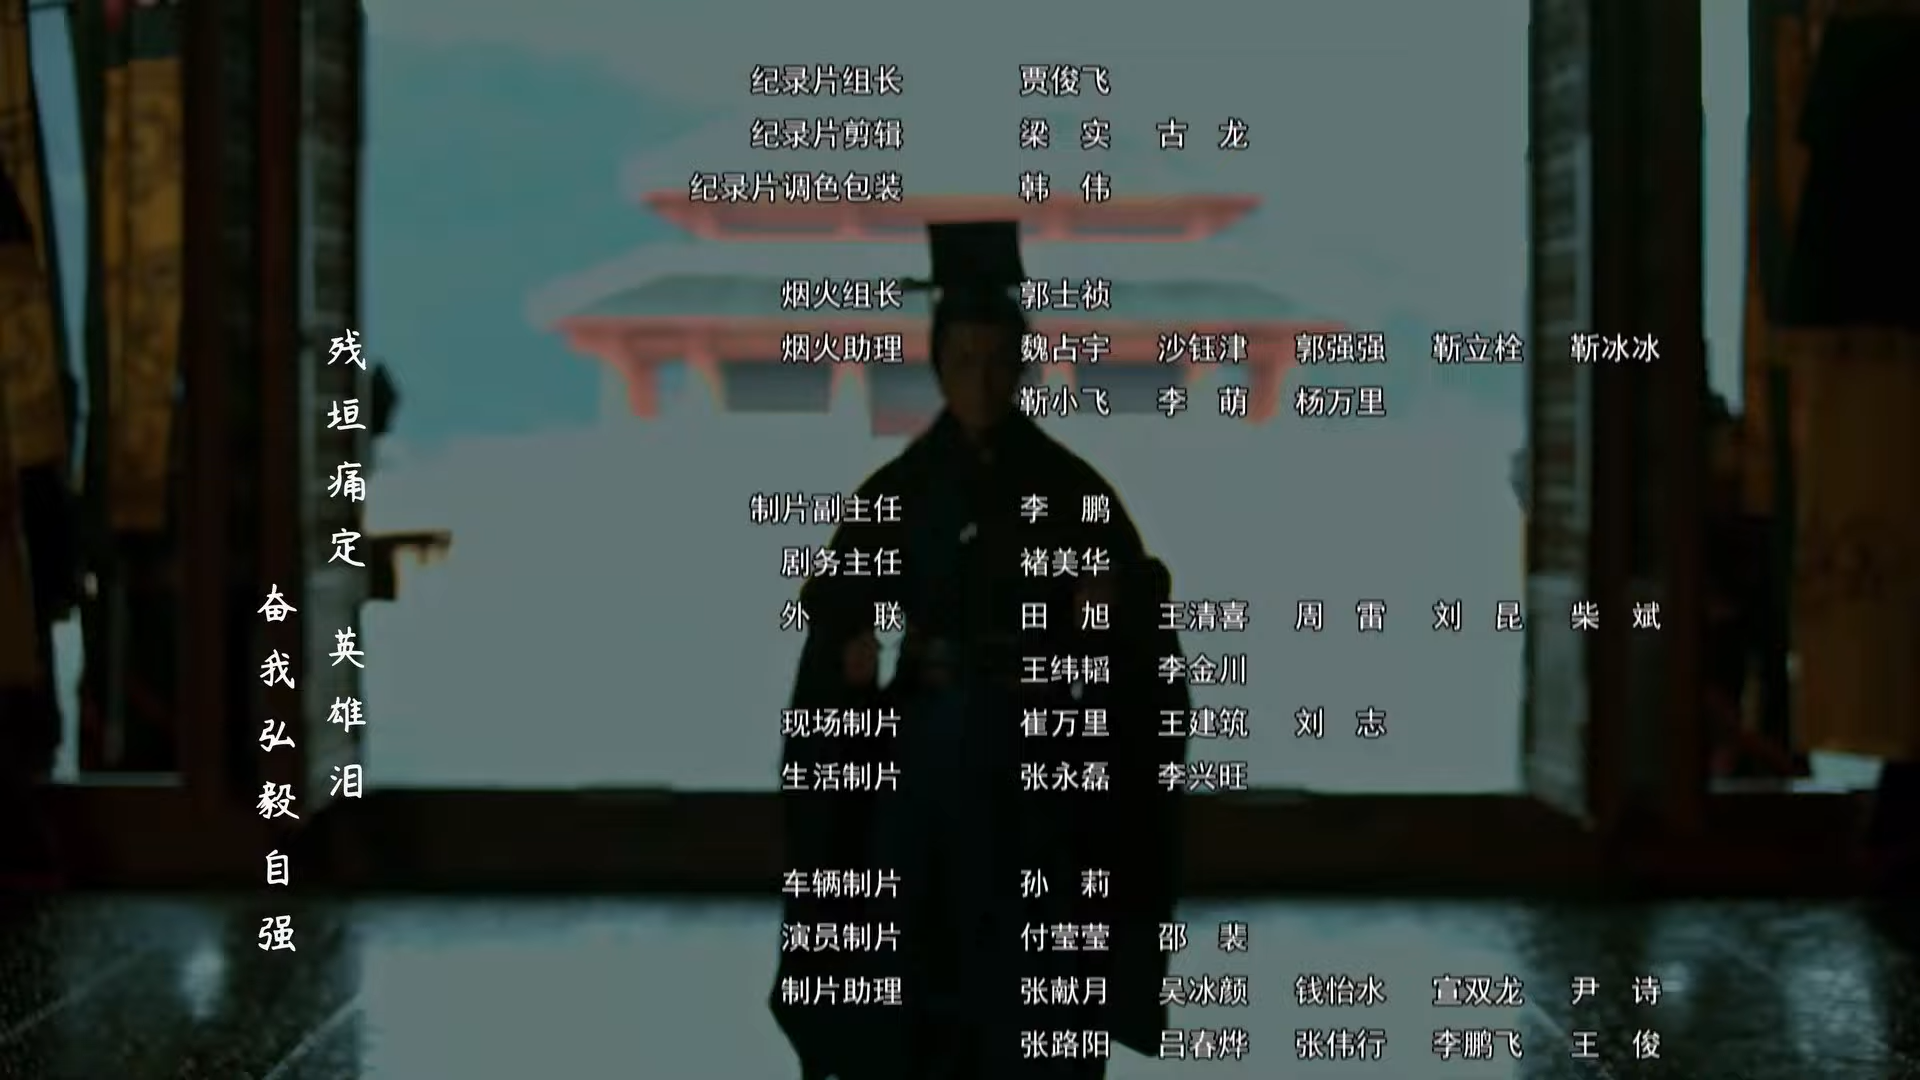 纪录片组长 贾俊飞
纪录片剪辑 梁 实 古 龙
纪录片调色包装 韩 伟
烟火组长 郭士祯
烟火助理 魏占宇 沙钰津 郭强强 靳立栓 靳冰冰
靳小飞 李 萌 杨万里
制片副主任 李 鹏
剧务主任 褚美华
外 联 田 旭 王清喜 周 雷 刘 昆 柴 斌
王纬韬 李金川
现场制片 崔万里 王建筑 刘 志
生活制片 张永磊 李兴旺
车辆制片 孙 莉
演员制片 付莹莹 邵 裴
制片助理 张献月 吴冰颜 钱怡水 宣双龙 尹 诗
张路阳 吕春烨 张伟行 李鹏飞 王 俊
残垣痛定 英雄泪
奋我弘毅自强